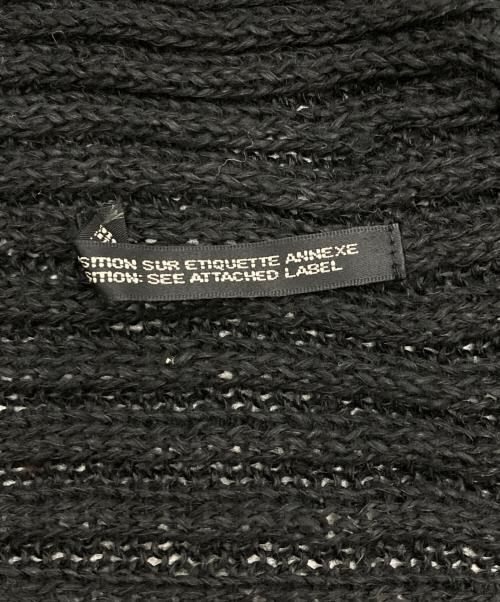 SITION SUR ETIQUETTE ANNEXE
SITION: SEE ATTACHED LABEL